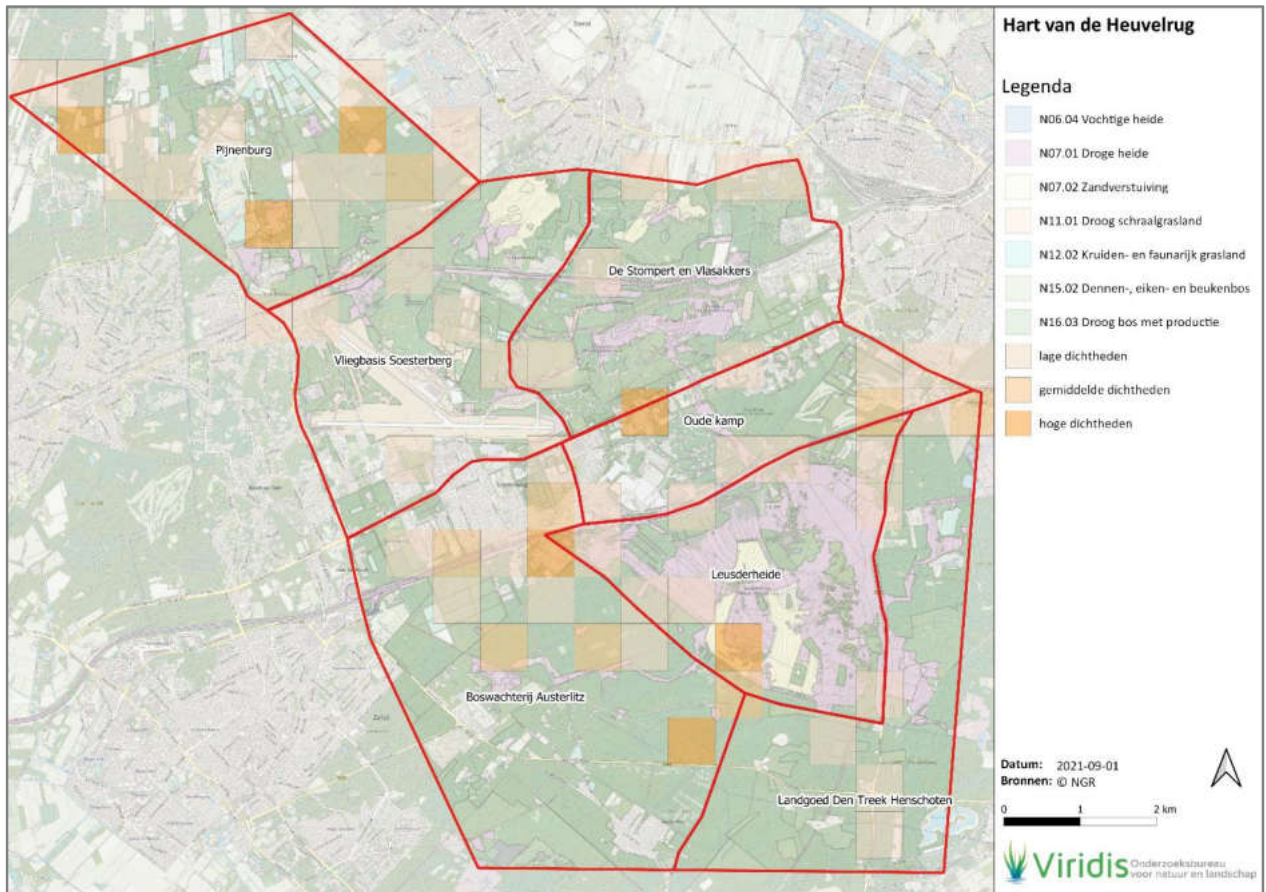 Hart van de Heuvelrug
Legenda
N06.04 Vochtige heide
N07.01 Droge heide
N07.02 Zandverstuiving
N11.01 Droog schraalgrasland
N12.02 Kruiden- en faunarijk grasland
N15.02 Dennen-, eiken- en beukenbos
N16.03 Droog bos met productie
lage dichtheden
gemiddelde dichtheden
hoge dichtheden
Pijnenburg
De Stompert en Vlasakkers
Vliegbasis Soesterberg
Oude kamp
Leusderheide
Boswachterij Austerlitz
Landgoed Den Treek Henschoten
Datum: 2021-09-01
Bronnen: © NGR
0 1 2 km
Viridis Onderzoeksbureau
voor natuur en landschap